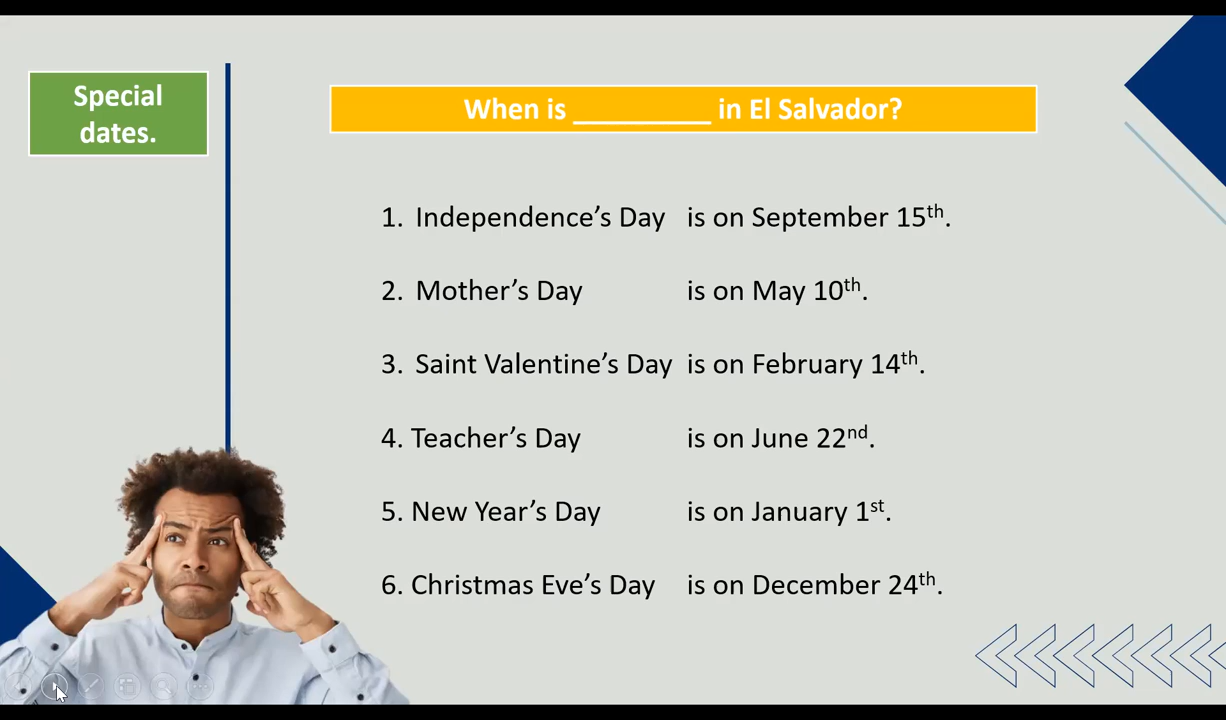 Special
dates.
When is _________ in El Salvador?
1. Independence’s Day is on September 15th.
2. Mother’s Day is on May 10th.
3. Saint Valentine’s Day is on February 14th.
4. Teacher’s Day is on June 22nd.
5. New Year’s Day is on January 1st.
6. Christmas Eve’s Day is on December 24th.